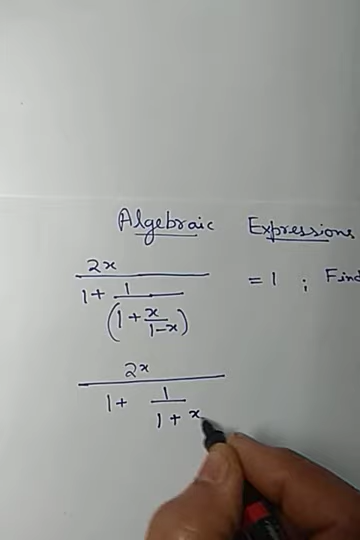 Algebraic Expressions
2x / (1 + 1 / (1 + x/(1-x))) = 1 ; Find
2x / (1 + 1 / (1 + x